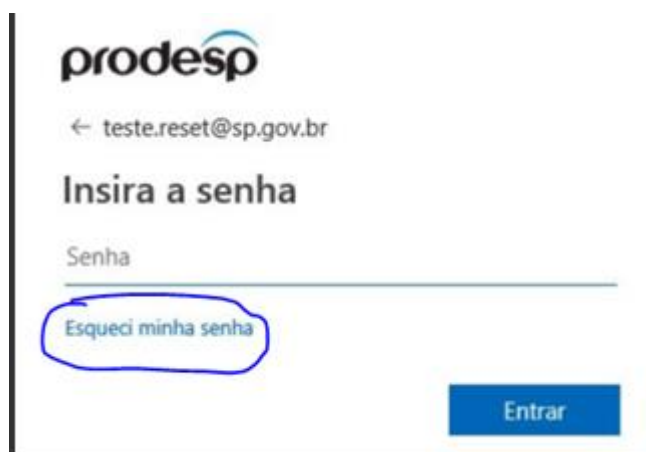 prodesp
← teste.reset@sp.gov.br
Insira a senha
Senha
Esqueci minha senha
Entrar